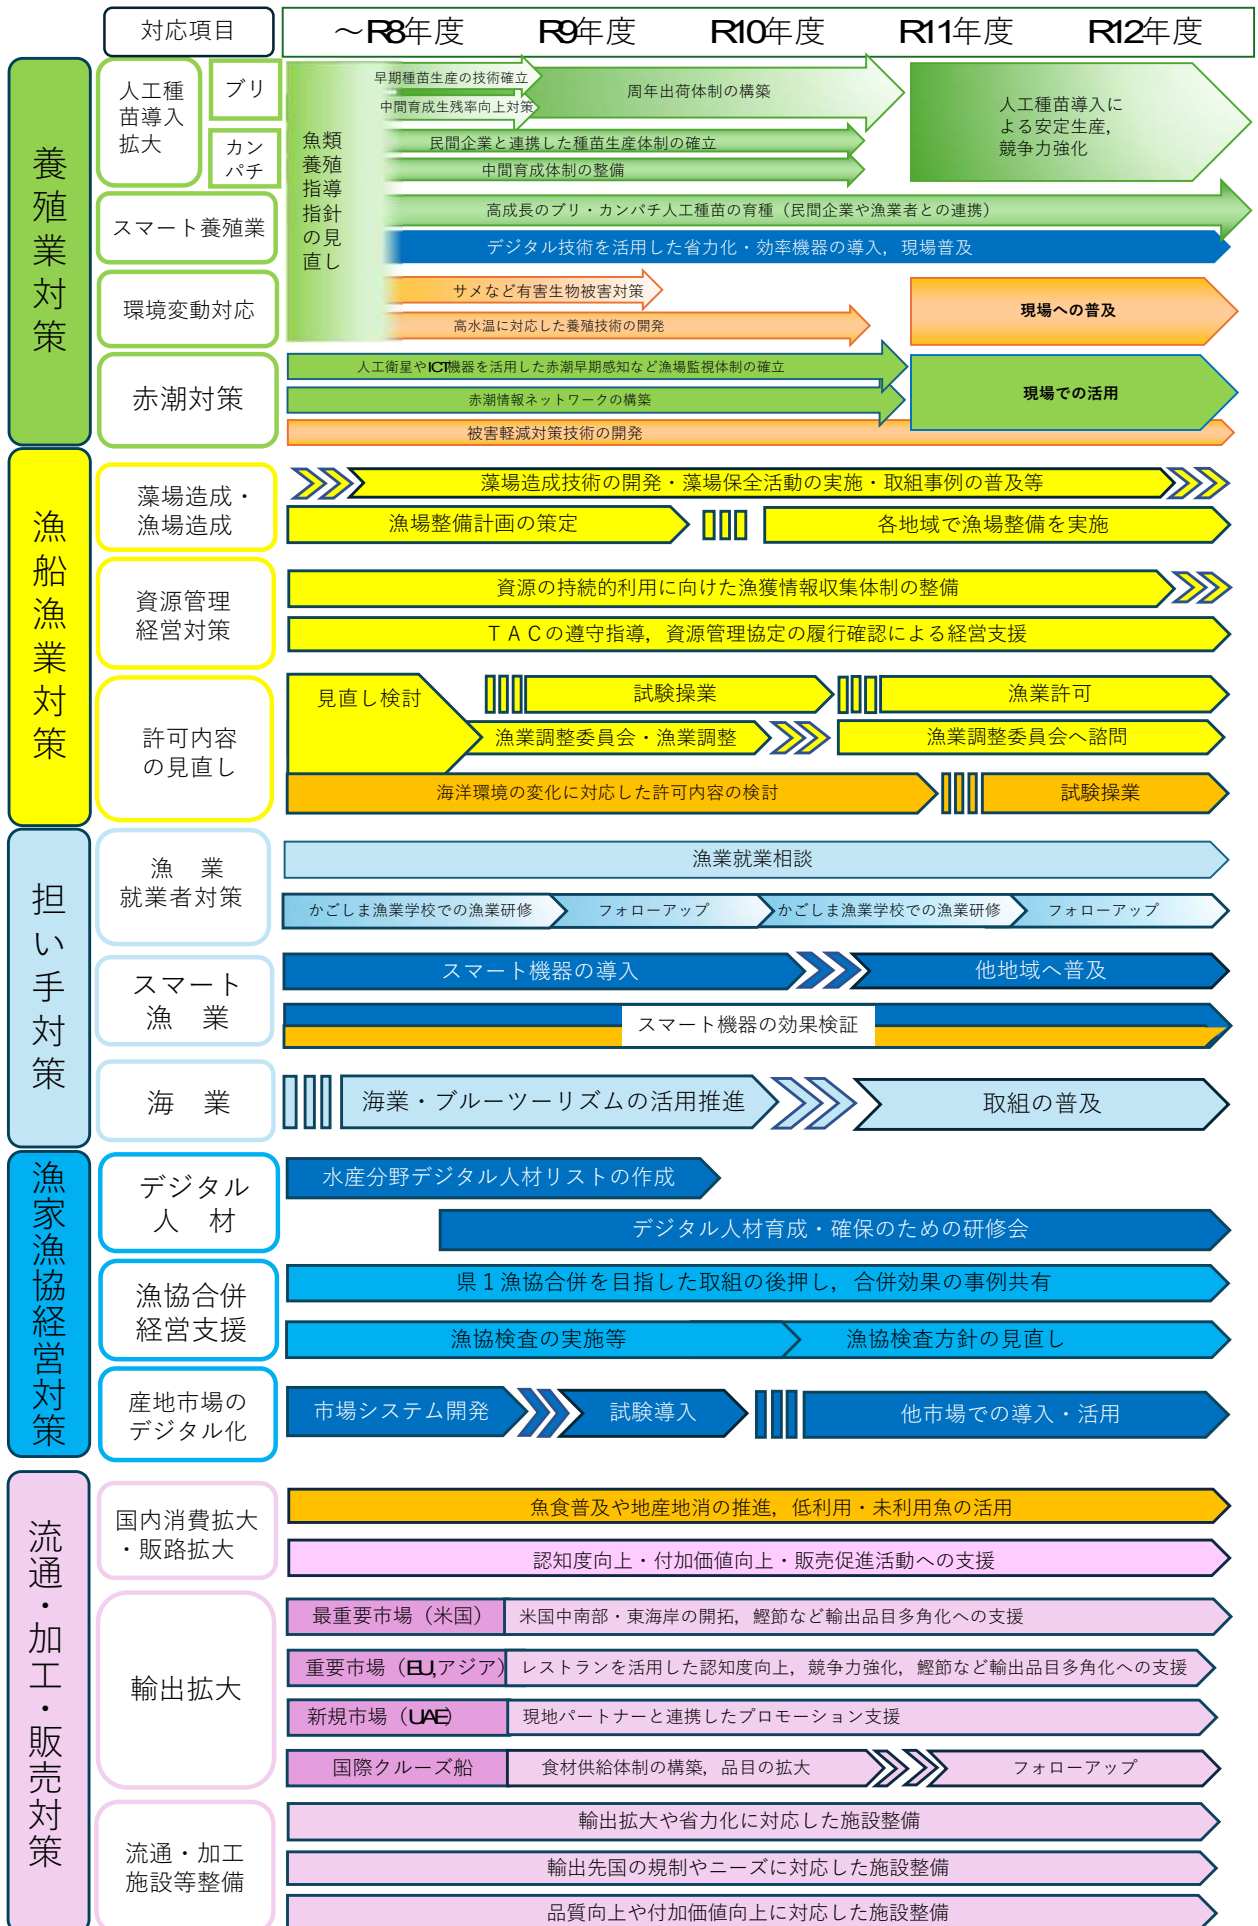 対応項目
～R8年度
R9年度
R10年度
R11年度
R12年度
養殖業対策
人工種
苗導入
拡大
ブリ
カン
パチ
魚類
養殖
指導
指針
の見
直し
早期種苗生産の技術確立
中間育成生残率向上対策
周年出荷体制の構築
民間企業と連携した種苗生産体制の確立
中間育成体制の整備
人工種苗導入に
よる安定生産，
競争力強化
スマート養殖業
高成長のブリ・カンパチ人工種苗の育種（民間企業や漁業者との連携）
デジタル技術を活用した省力化・効率機器の導入，現場普及
環境変動対応
サメなど有害生物被害対策
高水温に対応した養殖技術の開発
現場への普及
赤潮対策
人工衛星やICT機器を活用した赤潮早期感知など漁場監視体制の確立
赤潮情報ネットワークの構築
被害軽減対策技術の開発
現場での活用
漁船漁業対策
藻場造成・
漁場造成
藻場造成技術の開発・藻場保全活動の実施・取組事例の普及等
漁場整備計画の策定
各地域で漁場整備を実施
資源管理
経営対策
資源の持続的利用に向けた漁獲情報収集体制の整備
ＴＡＣの遵守指導，資源管理協定の履行確認による経営支援
許可内容
の見直し
見直し検討
試験操業
漁業許可
漁業調整委員会・漁業調整
漁業調整委員会へ諮問
海洋環境の変化に対応した許可内容の検討
試験操業
担い手対策
漁　業
就業者対策
漁業就業相談
かごしま漁業学校での漁業研修
フォローアップ
かごしま漁業学校での漁業研修
フォローアップ
スマート
漁　業
スマート機器の導入
他地域へ普及
スマート機器の効果検証
海　業
海業・ブルーツーリズムの活用推進
取組の普及
漁家漁協経営対策
デジタル
人　材
水産分野デジタル人材リストの作成
デジタル人材育成・確保のための研修会
漁協合併
経営支援
県１漁協合併を目指した取組の後押し，合併効果の事例共有
漁協検査の実施等
漁協検査方針の見直し
産地市場の
デジタル化
市場システム開発
試験導入
他市場での導入・活用
流通・加工・販売対策
国内消費拡大
・販路拡大
魚食普及や地産地消の推進，低利用・未利用魚の活用
認知度向上・付加価値向上・販売促進活動への支援
輸出拡大
最重要市場（米国）
米国中南部・東海岸の開拓，鰹節など輸出品目多角化への支援
重要市場（EU,アジア）
レストランを活用した認知度向上，競争力強化，鰹節など輸出品目多角化への支援
新規市場（UAE）
現地パートナーと連携したプロモーション支援
国際クルーズ船
食材供給体制の構築，品目の拡大
フォローアップ
流通・加工
施設等整備
輸出拡大や省力化に対応した施設整備
輸出先国の規制やニーズに対応した施設整備
品質向上や付加価値向上に対応した施設整備